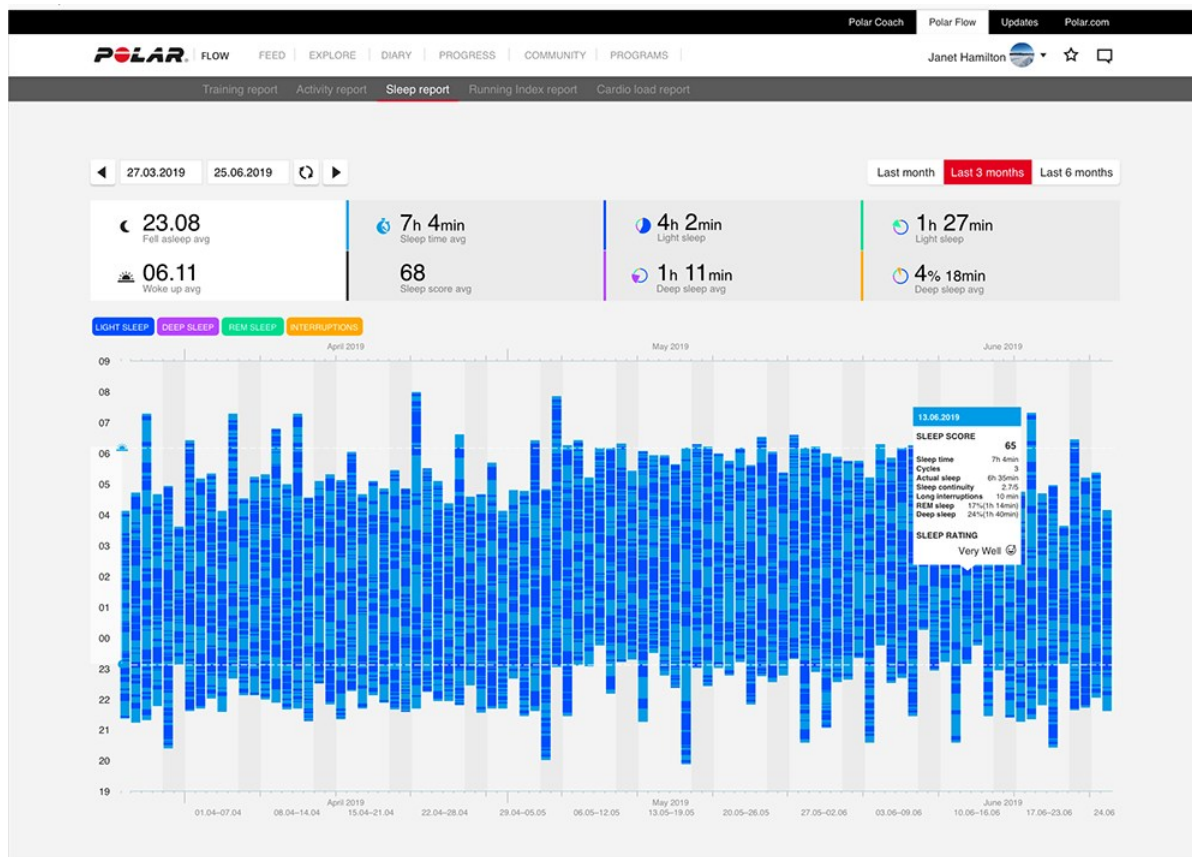 Polar Coach Polar Flow Updates Polar.com
POLAR. FLOW FEED EXPLORE DIARY PROGRESS COMMUNITY PROGRAMS Janet Hamilton
Training report Activity report Sleep report Running Index report Cardio load report
27.03.2019 25.06.2019 Last month Last 3 months Last 6 months
23.08 7h 4min 4h 2min 1h 27min
Fell asleep avg Sleep time avg Light sleep Light sleep
06.11 68 1h 11min 4% 18min
Woke up avg Sleep score avg Deep sleep avg Deep sleep avg
LIGHT SLEEP DEEP SLEEP REM SLEEP INTERRUPTIONS
April 2019 May 2019 June 2019
09
08
07
06
05
04
03
02
01
00
23
22
21
20
19
13.06.2019
SLEEP SCORE
65
Sleep time 7h 4min
Cycles 3
Actual sleep 6h 35min
Sleep continuity 2.7/5
Long interruptions 10 min
REM sleep 17%(1h 14min)
Deep sleep 24%(1h 40min)
SLEEP RATING
Very Well
April 2019 May 2019 June 2019
01.04–07.04 08.04–14.04 15.04–21.04 22.04–28.04 29.04–05.05 06.05–12.05 13.05–19.05 20.05–26.05 27.05–02.06 03.06–09.06 10.06–16.06 17.06–23.06 24.06